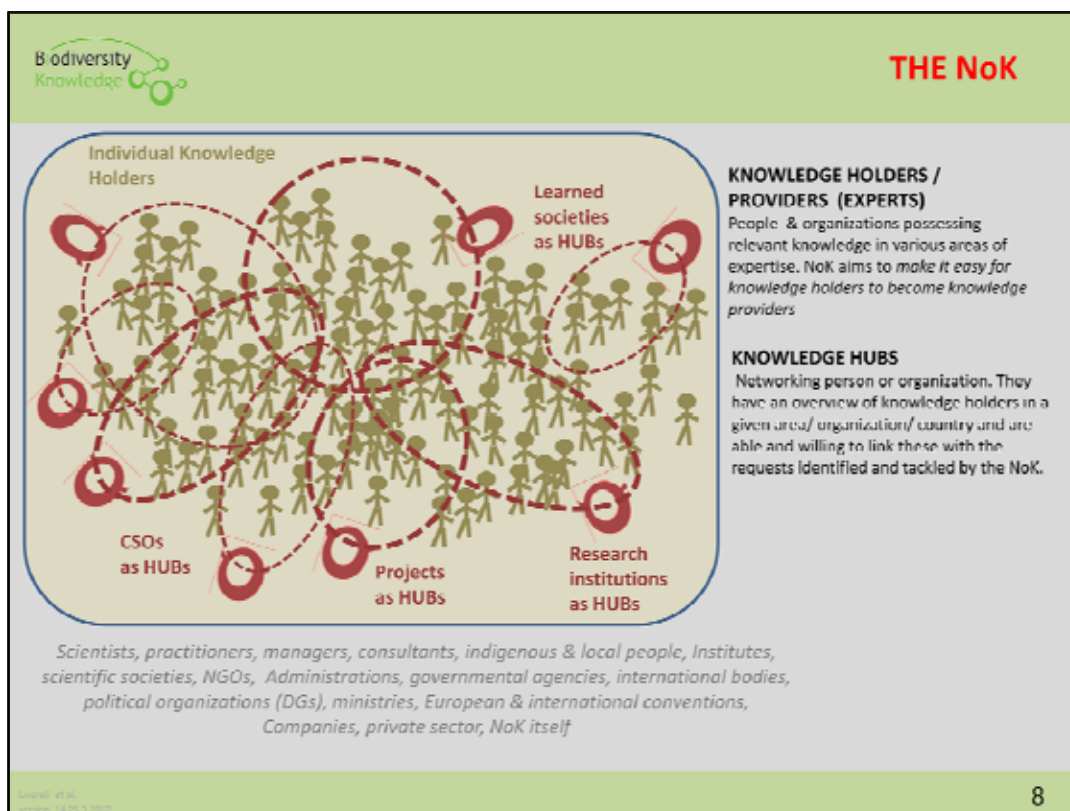 Biodiversity
Knowledge
THE NoK
Individual Knowledge
Holders
Learned
societies
as HUBs
CSOs
as HUBs
Projects
as HUBs
Research
institutions
as HUBs
KNOWLEDGE HOLDERS /
PROVIDERS (EXPERTS)
People & organizations possessing
relevant knowledge in various areas of
expertise. NoK aims to make it easy for
knowledge holders to become knowledge
providers
KNOWLEDGE HUBS
Networking person or organization. They
have an overview of knowledge holders in a
given area/ organization/ country and are
able and willing to link these with the
requests identified and tackled by the NoK.
Scientists, practitioners, managers, consultants, indigenous & local people, Institutes,
scientific societies, NGOs, Administrations, governmental agencies, international bodies,
political organizations (DGs), ministries, European & international conventions,
Companies, private sector, NoK itself
et al.
version
8